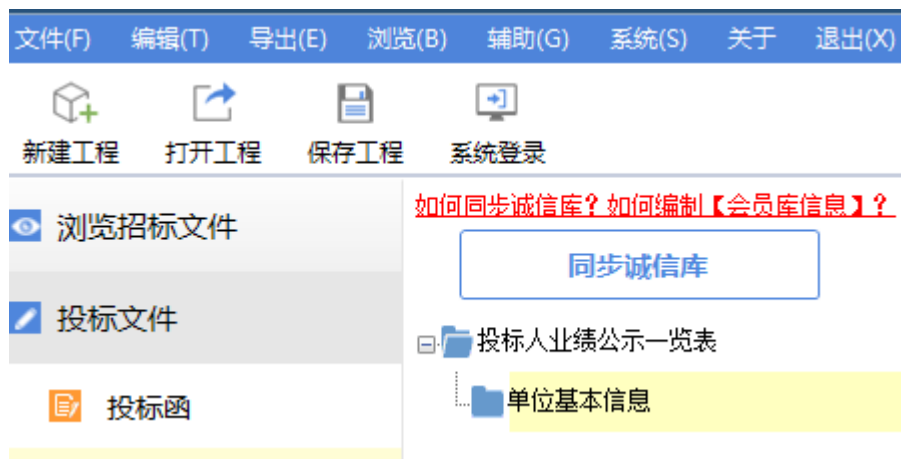 文件(F) 编辑(T) 导出(E) 浏览(B) 辅助(G) 系统(S) 关于 退出(X)
新建工程 打开工程 保存工程 系统登录
浏览招标文件
投标文件
投标函
如何同步诚信库？如何编制【会员库信息】？
同步诚信库
投标人业绩公示一览表
单位基本信息